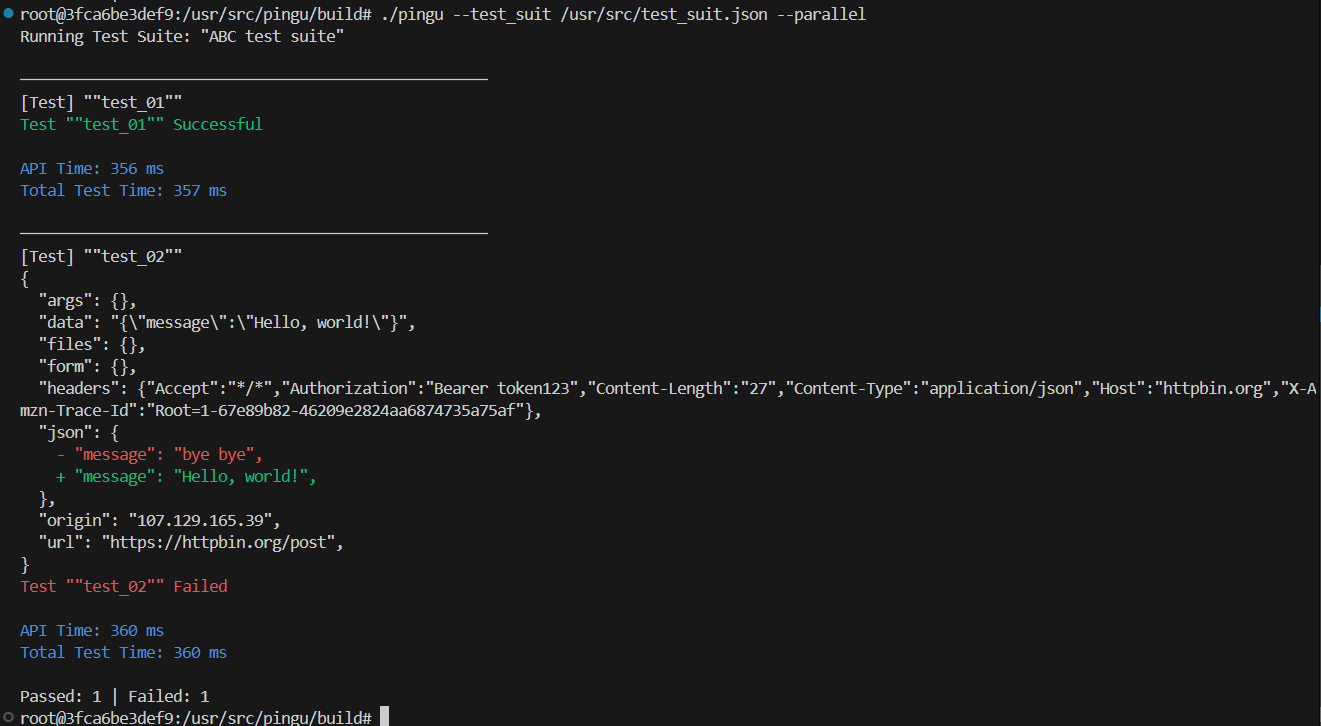 root@3fca6be3def9:/usr/src/pingu/build# ./pingu --test_suit /usr/src/test_suit.json --parallel
Running Test Suite: "ABC test suite"
[Test] ""test_01""
Test ""test_01"" Successful
API Time: 356 ms
Total Test Time: 357 ms
[Test] ""test_02""
{
  "args": {},
  "data": "{\"message\":\"Hello, world!\"}",
  "files": {},
  "form": {},
  "headers": {"Accept":"*/*","Authorization":"Bearer token123","Content-Length":"27","Content-Type":"application/json","Host":"httpbin.org","X-A
mzn-Trace-Id":"Root=1-67e89b82-46209e2824aa6874735a75af"},
  "json": {
    - "message": "bye bye",
    + "message": "Hello, world!",
  },
  "origin": "107.129.165.39",
  "url": "https://httpbin.org/post",
}
Test ""test_02"" Failed
API Time: 360 ms
Total Test Time: 360 ms
Passed: 1 | Failed: 1
root@3fca6be3def9:/usr/src/pingu/build#